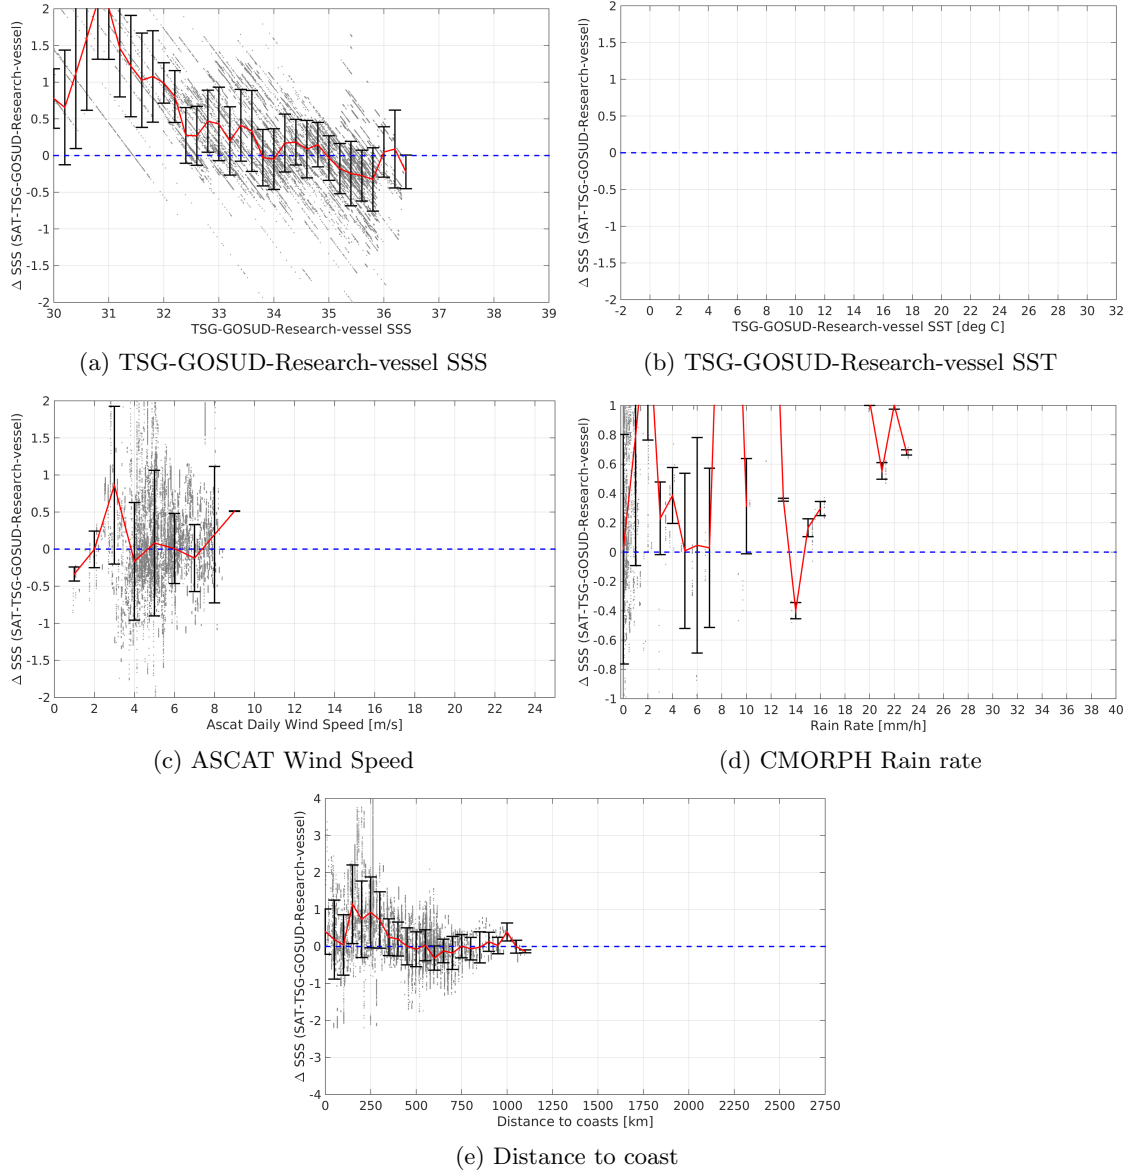 Δ SSS (SAT-TSG-GOSUD-Research-vessel)
2
1.5
1
0.5
0
-0.5
-1
-1.5
-2
30 31 32 33 34 35 36 37 38 39
TSG-GOSUD-Research-vessel SSS
(a) TSG-GOSUD-Research-vessel SSS
Δ SSS (SAT-TSG-GOSUD-Research-vessel)
2
1.5
1
0.5
0
-0.5
-1
-1.5
-2
-2 0 2 4 6 8 10 12 14 16 18 20 22 24 26 28 30 32
TSG-GOSUD-Research-vessel SST [deg C]
(b) TSG-GOSUD-Research-vessel SST
Δ SSS (SAT-TSG-GOSUD-Research-vessel)
2
1.5
1
0.5
0
-0.5
-1
-1.5
-2
0 2 4 6 8 10 12 14 16 18 20 22 24
Ascat Daily Wind Speed [m/s]
(c) ASCAT Wind Speed
Δ SSS (SAT-TSG-GOSUD-Research-vessel)
1
0.8
0.6
0.4
0.2
0
-0.2
-0.4
-0.6
-0.8
-1
0 2 4 6 8 10 12 14 16 18 20 22 24 26 28 30 32 34 36 38 40
Rain Rate [mm/h]
(d) CMORPH Rain rate
Δ SSS (SAT-TSG-GOSUD-Research-vessel)
4
3
2
1
0
-1
-2
-3
-4
0 250 500 750 1000 1250 1500 1750 2000 2250 2500 2750
Distance to coasts [km]
(e) Distance to coast